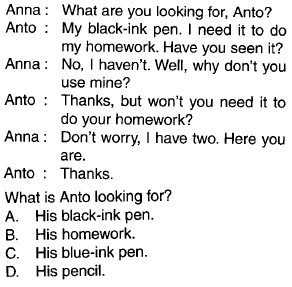 Anna : What are you looking for, Anto?
Anto : My black-ink pen. I need it to do
my homework. Have you seen it?
Anna : No, I haven't. Well, why don't you
use mine?
Anto : Thanks, but won't you need it to
do your homework?
Anna : Don't worry, I have two. Here you
are.
Anto : Thanks.
What is Anto looking for?
A. His black-ink pen.
B. His homework.
C. His blue-ink pen.
D. His pencil.